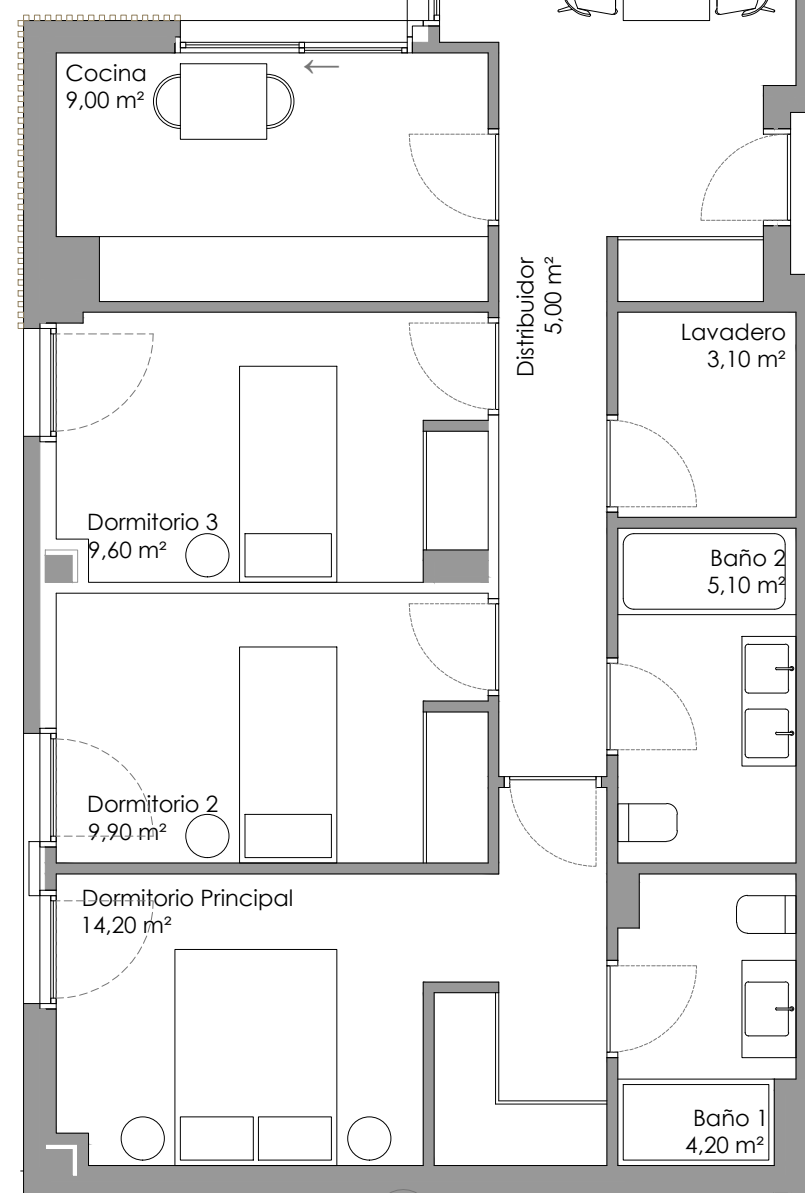 Cocina
9,00 m²
Distribuidor
5,00 m²
Lavadero
3,10 m²
Dormitorio 3
9,60 m²
Baño 2
5,10 m²
Dormitorio 2
9,90 m²
Dormitorio Principal
14,20 m²
Baño 1
4,20 m²